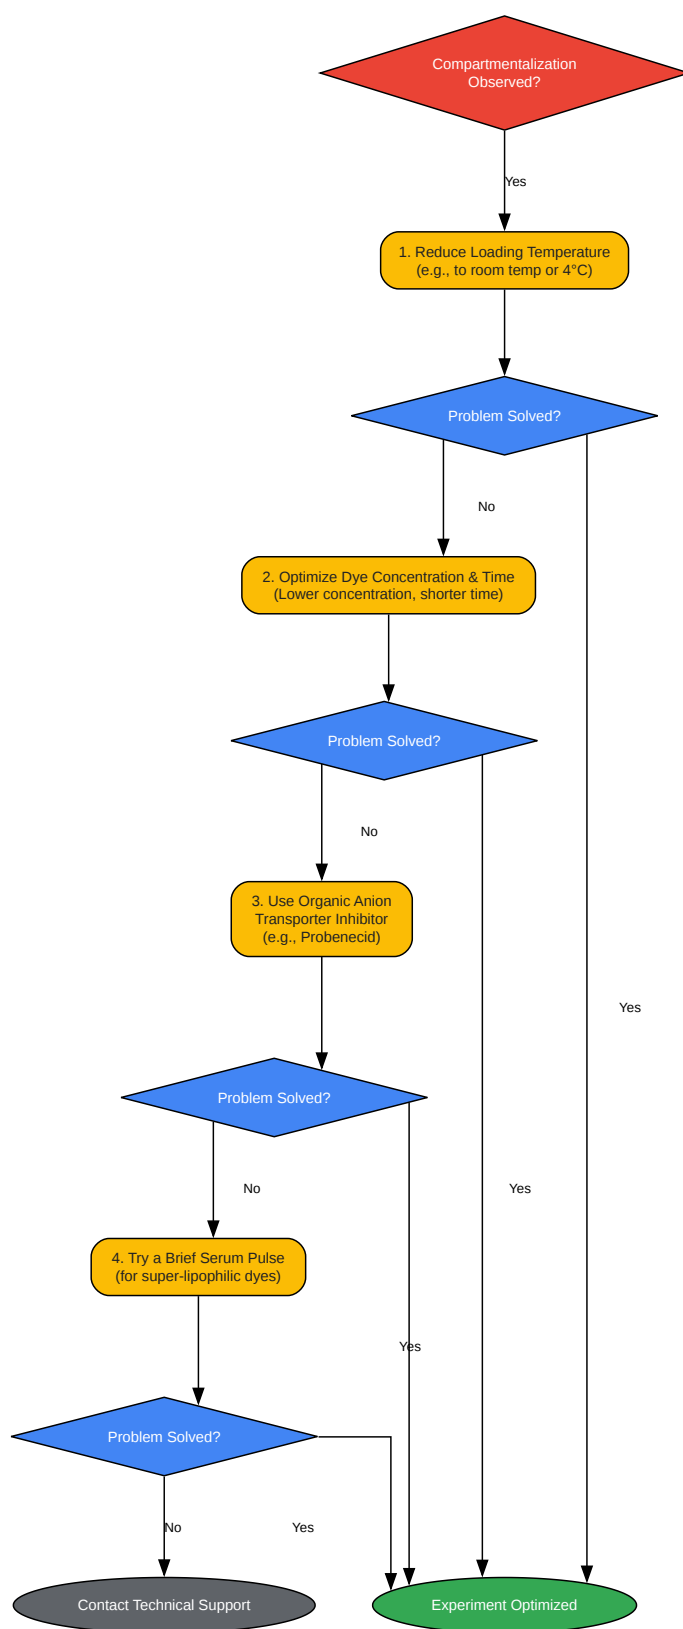 Compartmentalization
Observed?
Yes
1. Reduce Loading Temperature
(e.g., to room temp or 4°C)
Problem Solved?
No
2. Optimize Dye Concentration & Time
(Lower concentration, shorter time)
Problem Solved?
No
3. Use Organic Anion
Transporter Inhibitor
(e.g., Probenecid)
Yes
Problem Solved?
No
Yes
4. Try a Brief Serum Pulse
(for super-lipophilic dyes)
Yes
Problem Solved?
No
Yes
Contact Technical Support
Experiment Optimized